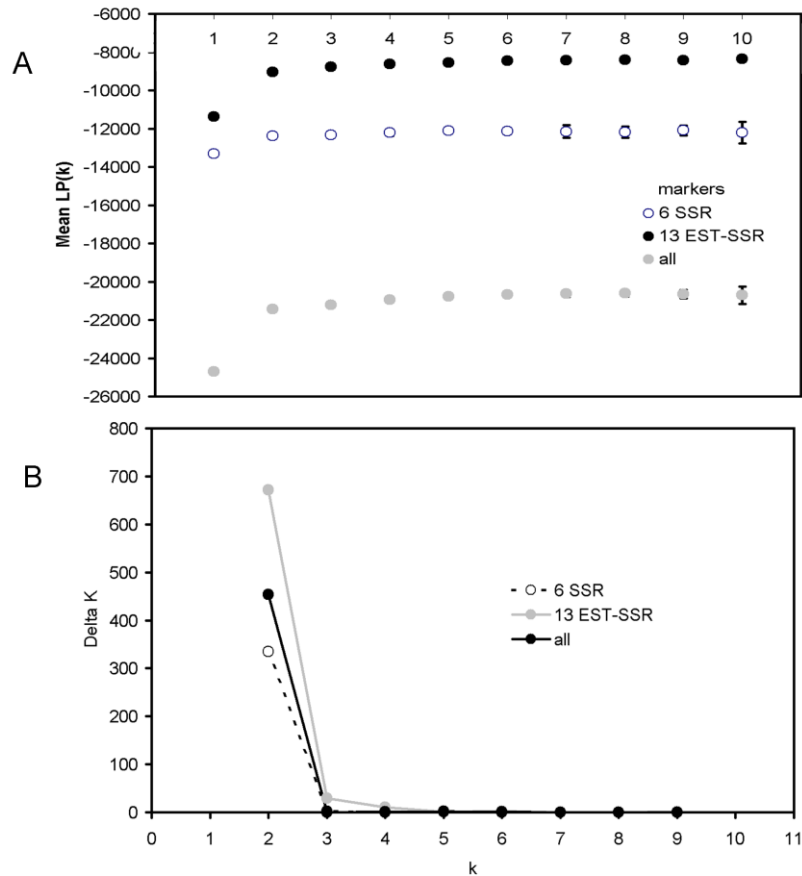 A
-6000
-8000
-10000
-12000
-14000
-16000
-18000
-20000
-22000
-24000
-26000
Mean LP(k)
1 2 3 4 5 6 7 8 9 10
markers
6 SSR
13 EST-SSR
all
B
800
700
600
500
400
300
200
100
0
Delta K
6 SSR
13 EST-SSR
all
0 1 2 3 4 5 6 7 8 9 10 11
k